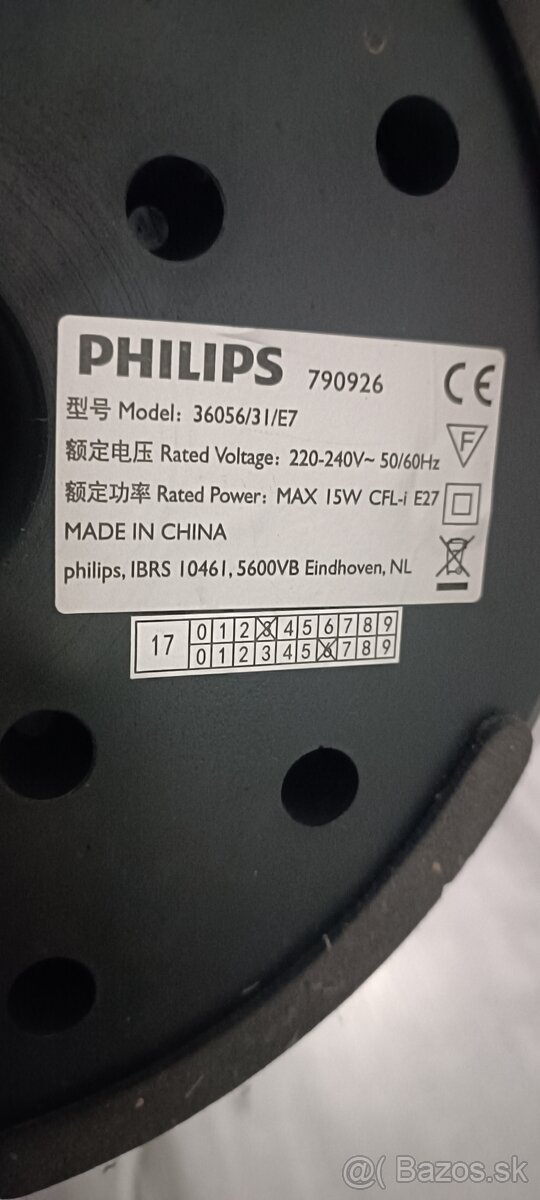 PHILIPS 790926 CE
型号 Model: 36056/31/E7
额定电压 Rated Voltage: 220-240V~ 50/60Hz F
额定功率 Rated Power: MAX 15W CFL-i E27
MADE IN CHINA
philips, IBRS 10461, 5600VB Eindhoven, NL
17 0 1 2 3 4 5 6 7 8 9
0 1 2 3 4 5 6 7 8 9
@( Bazos.sk